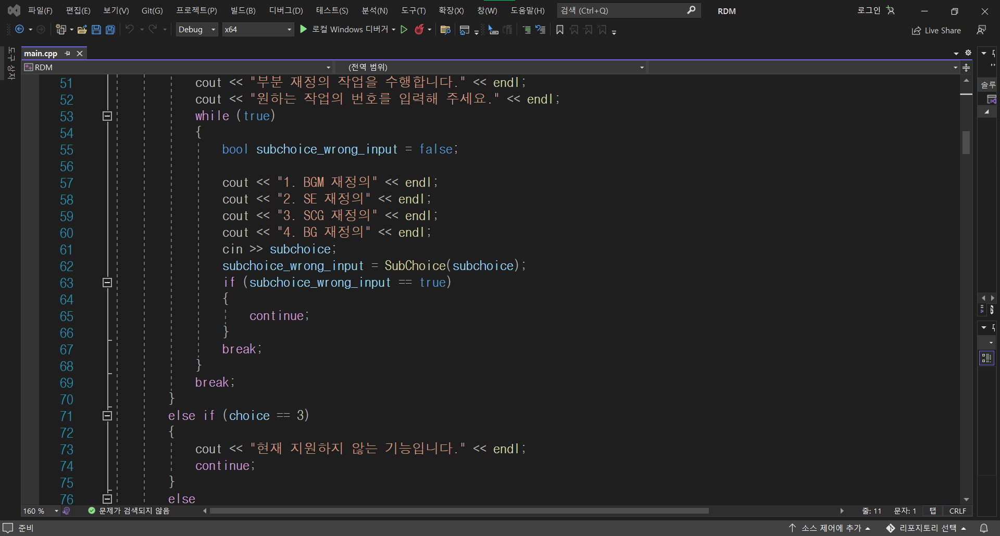 파일(F) 편집(E) 보기(V) Git(G) 프로젝트(P) 빌드(B) 디버그(D) 테스트(S) 분석(N) 도구(T) 확장(X) 창(W) 도움말(H) 검색 (Ctrl+Q) RDM 로그인
Debug x64 로컬 Windows 디버거 Live Share
도구 상자
main.cpp
RDM (전역 범위)
솔루
51 cout << "부분 재정의 작업을 수행합니다." << endl;
52 cout << "원하는 작업의 번호를 입력해 주세요." << endl;
53 while (true)
54 {
55 bool subchoice_wrong_input = false;
56
57 cout << "1. BGM 재정의" << endl;
58 cout << "2. SE 재정의" << endl;
59 cout << "3. SCG 재정의" << endl;
60 cout << "4. BG 재정의" << endl;
61 cin >> subchoice;
62 subchoice_wrong_input = SubChoice(subchoice);
63 if (subchoice_wrong_input == true)
64 {
65 continue;
66 }
67 break;
68 }
69 break;
70 }
71 else if (choice == 3)
72 {
73 cout << "현재 지원하지 않는 기능입니다." << endl;
74 continue;
75 }
76 else
160 % 문제가 검색되지 않음 줄: 11 문자: 1 탭 CRLF
준비 소스 제어에 추가 리포지토리 선택